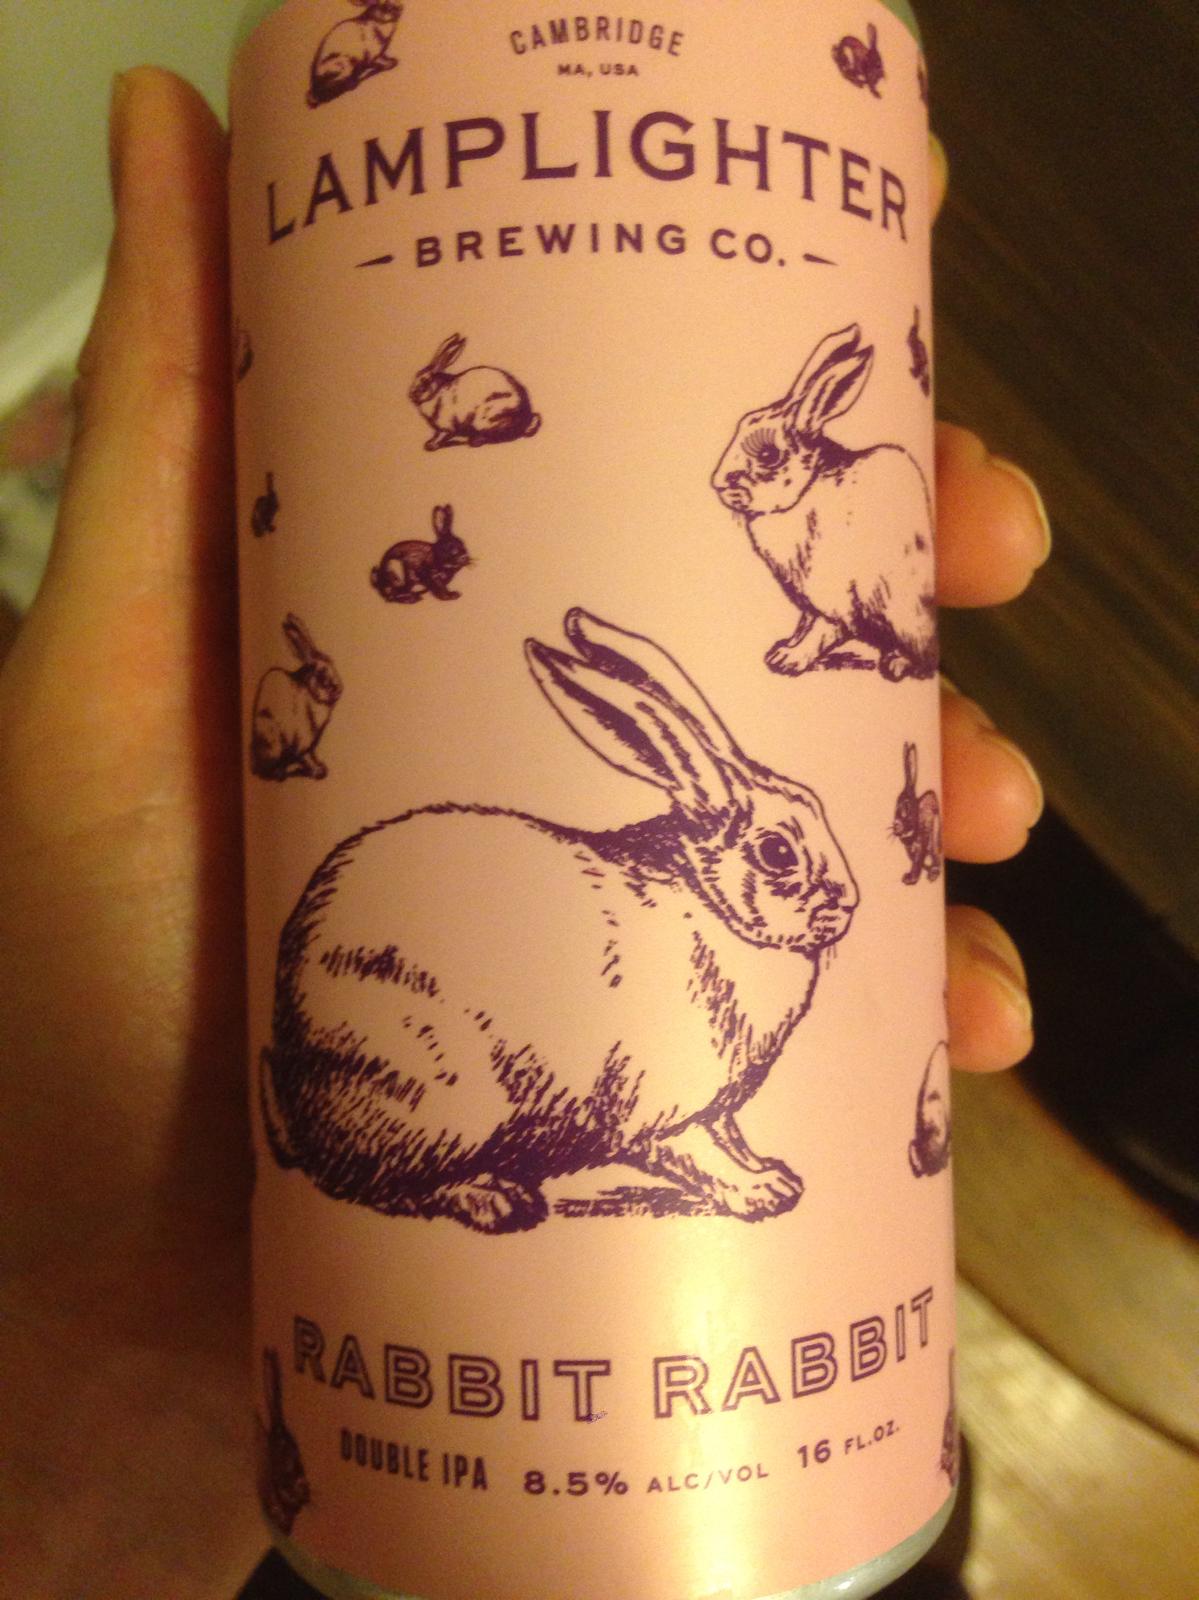 CAMBRIDGE
MA, USA
LAMPLIGHTER
BREWING CO.
RABBIT RABBIT
DOUBLE IPA 8.5% ALC/VOL 16 FL.OZ.